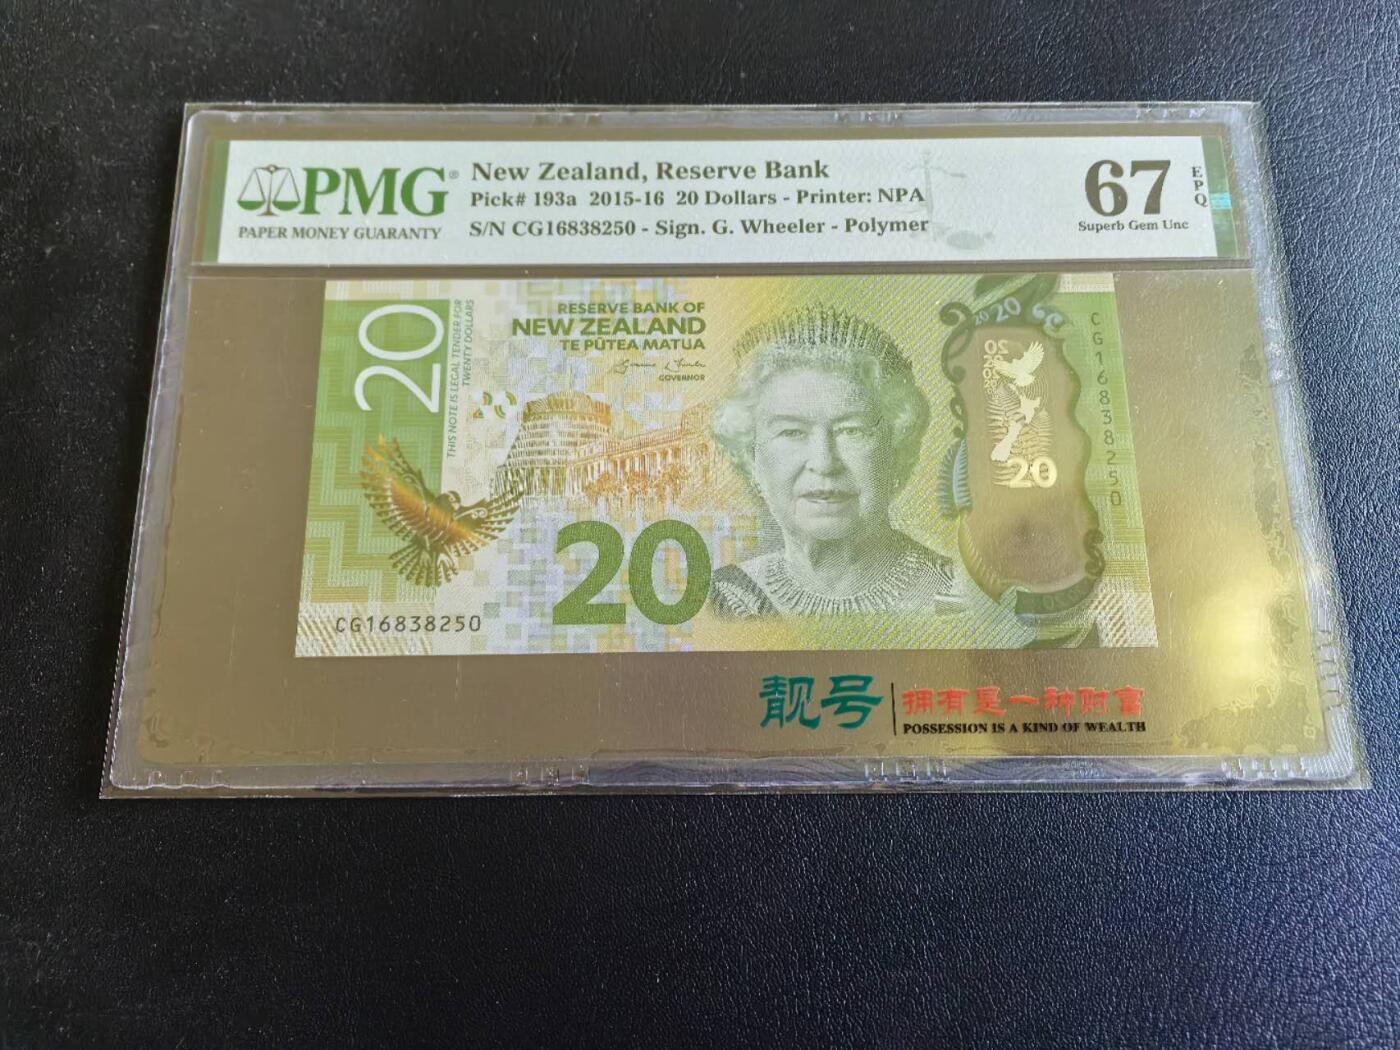 PMG®
PAPER MONEY GUARANTY
New Zealand, Reserve Bank
Pick# 193a 2015-16 20 Dollars - Printer: NPA
S/N CG16838250 - Sign. G. Wheeler - Polymer
67
EPQ
Superb Gem Unc
20
THIS NOTE IS LEGAL TENDER FOR
TWENTY DOLLARS
RESERVE BANK OF
NEW ZEALAND
TE PŪTEA MATUA
GOVERNOR
20
CG16838250
20
CG16838250
靓号
拥有是一种财富
POSSESSION IS A KIND OF WEALTH